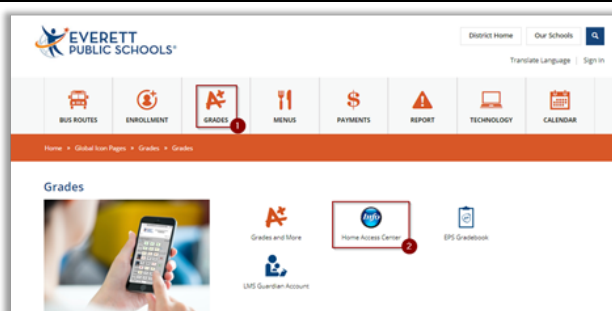 EVERETT
PUBLIC SCHOOLS®
District Home Our Schools
Translate Language | Sign In
BUS ROUTES ENROLLMENT GRADES MENUS PAYMENTS REPORT TECHNOLOGY CALENDAR
1
Home > Global Icon Pages > Grades > Grades
Grades
A+ Grades and More
Info
Home Access Center
2
EPS Gradebook
LMS Guardian Account